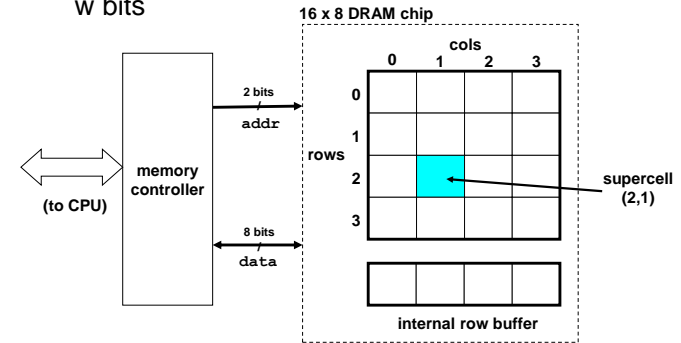 w bits
16 x 8 DRAM chip
cols
0 1 2 3
2 bits
addr
0
1
rows
2
3
memory
controller
(to CPU)
supercell
(2,1)
8 bits
data
internal row buffer